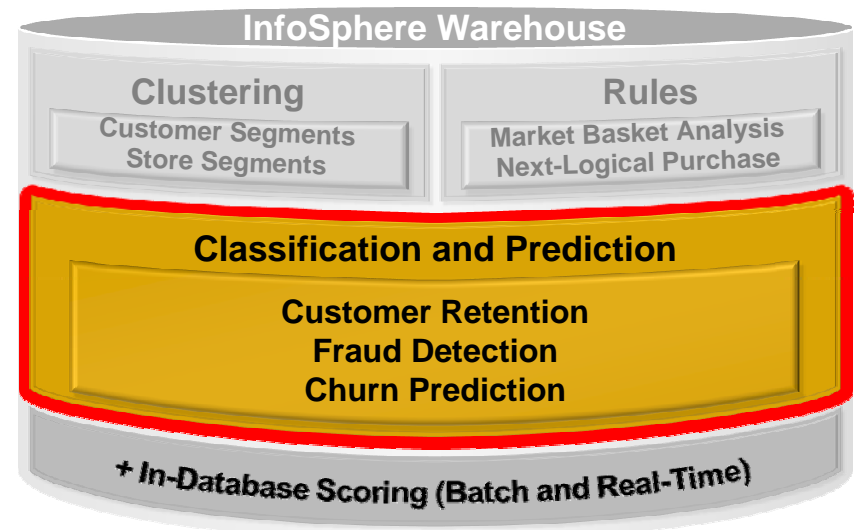 InfoSphere Warehouse
Clustering
Customer Segments
Store Segments
Rules
Market Basket Analysis
Next-Logical Purchase
Classification and Prediction
Customer Retention
Fraud Detection
Churn Prediction
+ In-Database Scoring (Batch and Real-Time)